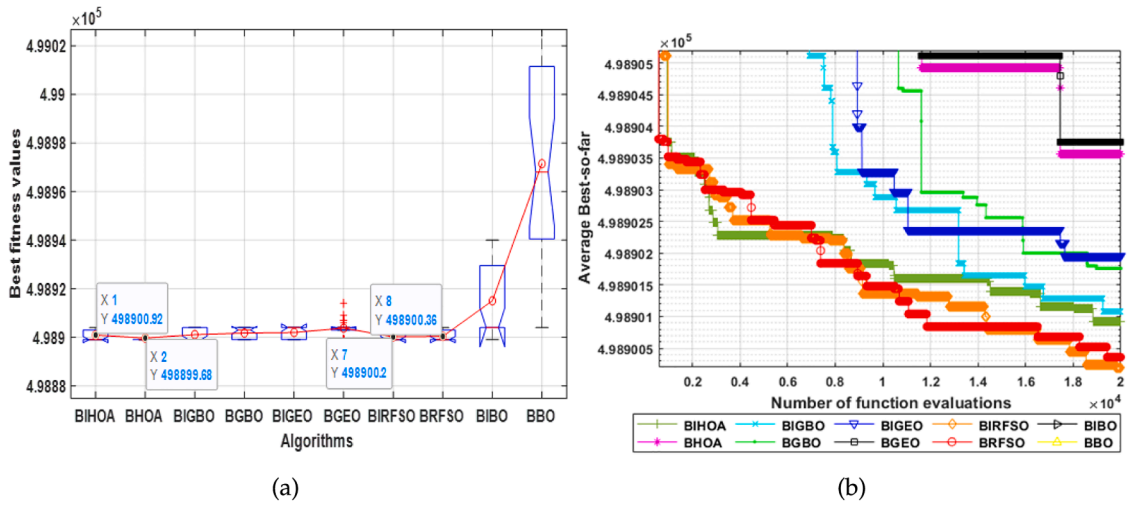 ×10⁵
4.9902
4.99
4.9898
4.9896
4.9894
4.9892
4.989
4.9888
Best fitness values
X 1
Y 498900.92
X 2
Y 498899.68
X 7
Y 498900.2
X 8
Y 498900.36
BIHOA BHOA BIGBO BGBO BIGEO BGEO BIRFSO BRFSO BIBO BBO
Algorithms
(a)
×10⁵
4.98905
4.989045
4.98904
4.989035
4.98903
4.989025
4.98902
4.989015
4.98901
4.989005
Average Best-so-far
0.2 0.4 0.6 0.8 1 1.2 1.4 1.6 1.8 2
×10⁴
Number of function evaluations
BIHOA BIGBO BIGEO BIRFSO BIBO
BHOA BGBO BGEO BRFSO BBO
(b)